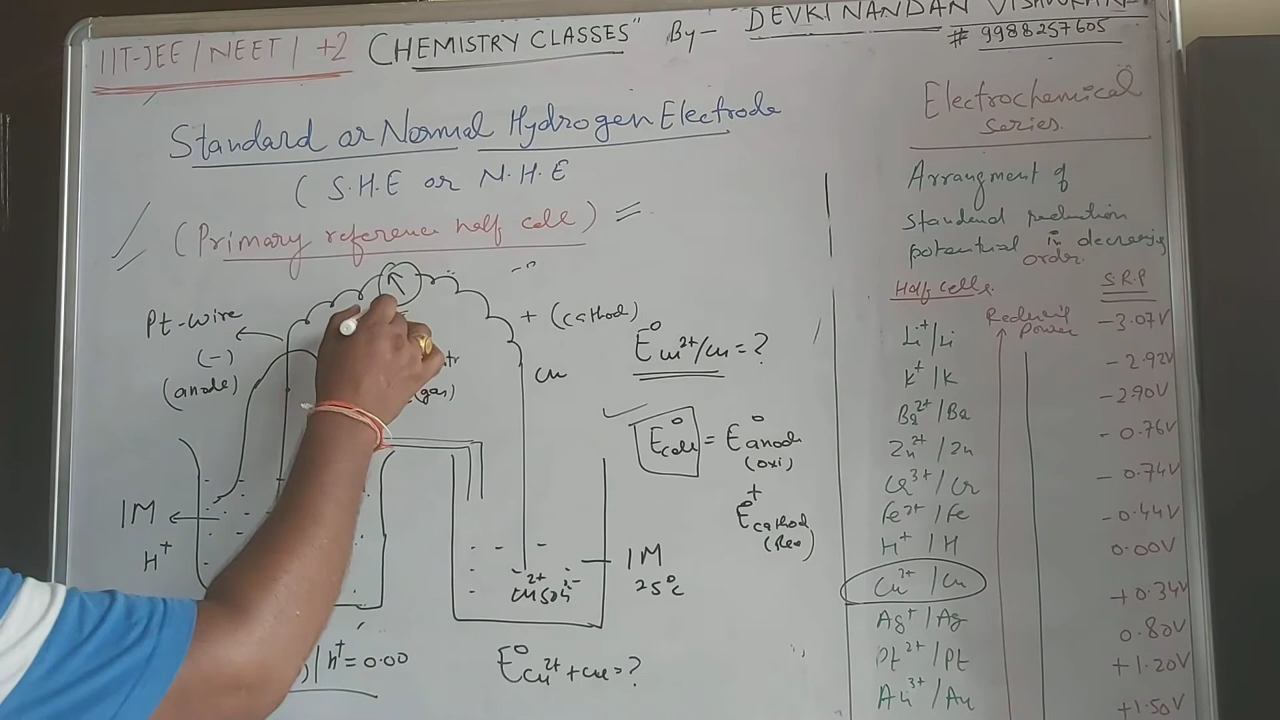 IIT-JEE / NEET / +2 CHEMISTRY CLASSES" By- DEVKI NANDAN
# 9988257605
Standard or Normal Hydrogen Electrode
( S.H.E or N.H.E
(Primary reference half cell)
Pt-wire
(-)
(anode)
+ (cathod)
Cu
(gas)
1M
H+
1M
25°C
Cu2+ SO42-
/ h+ = 0.00
E°Cu2+ + Cu = ?
E°Cu2+/Cu = ?
E°cell = E°anod
(oxi)
+
E°cathod
(Red)
Electrochemical
series.
Arrangment of
standard reduction
potential in decreasing
order.
Half cells. Reducing Power S.R.P
Li+/Li -3.07V
K+/K -2.92V
Ba2+/Ba -2.90V
Zn2+/Zn -0.76V
Cr3+/Cr -0.74V
Fe2+/Fe -0.44V
H+/H 0.00V
Cu2+/Cu +0.34V
Ag+/Ag 0.80V
Pt2+/Pt +1.20V
Au3+/Au +1.50V